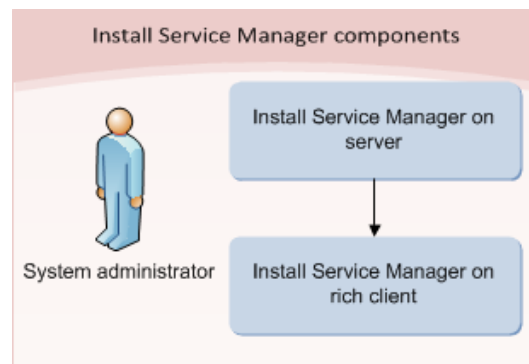 Install Service Manager components
Install Service Manager on
server
System administrator
Install Service Manager on
rich client